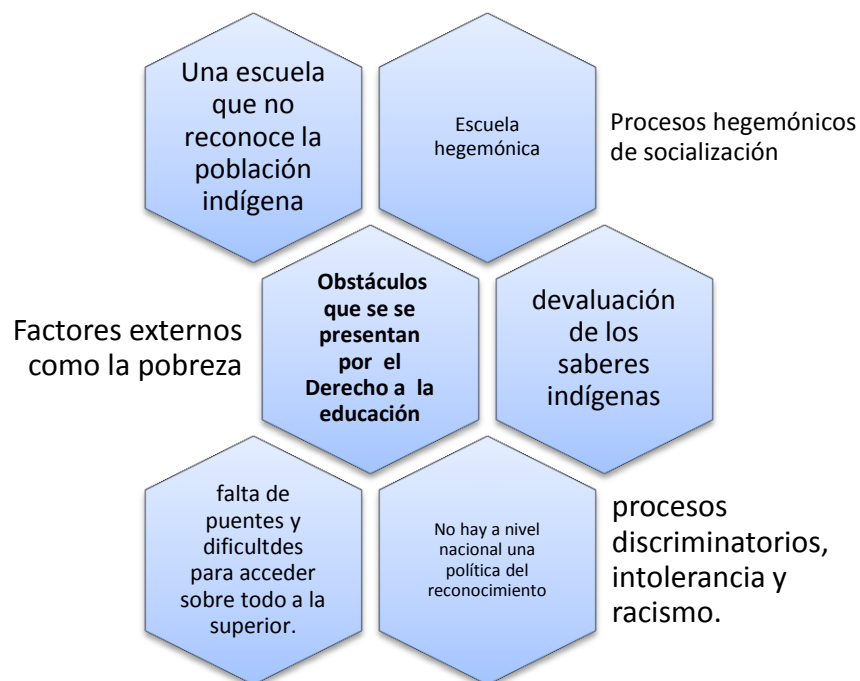 Una escuela
que no
reconoce la
población
indígena
Escuela
hegemónica
Procesos hegemónicos
de socialización
Factores externos
como la pobreza
Obstáculos
que se se
presentan
por el
Derecho a la
educación
devaluación
de los
saberes
indígenas
falta de
puentes y
dificultdes
para acceder
sobre todo a la
superior.
No hay a nivel
nacional una
política del
reconocimiento
procesos
discriminatorios,
intolerancia y
racismo.